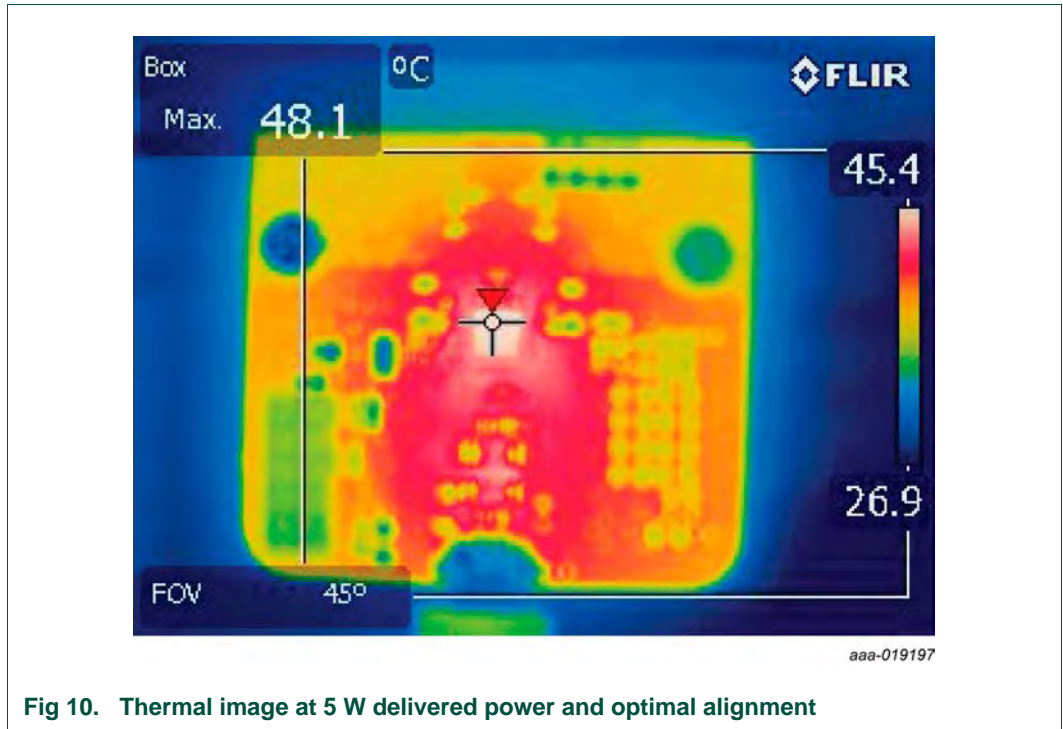 Box
°C
FLIR
Max. 48.1
45.4
26.9
FOV 45°
aaa-019197
Fig 10. Thermal image at 5 W delivered power and optimal alignment